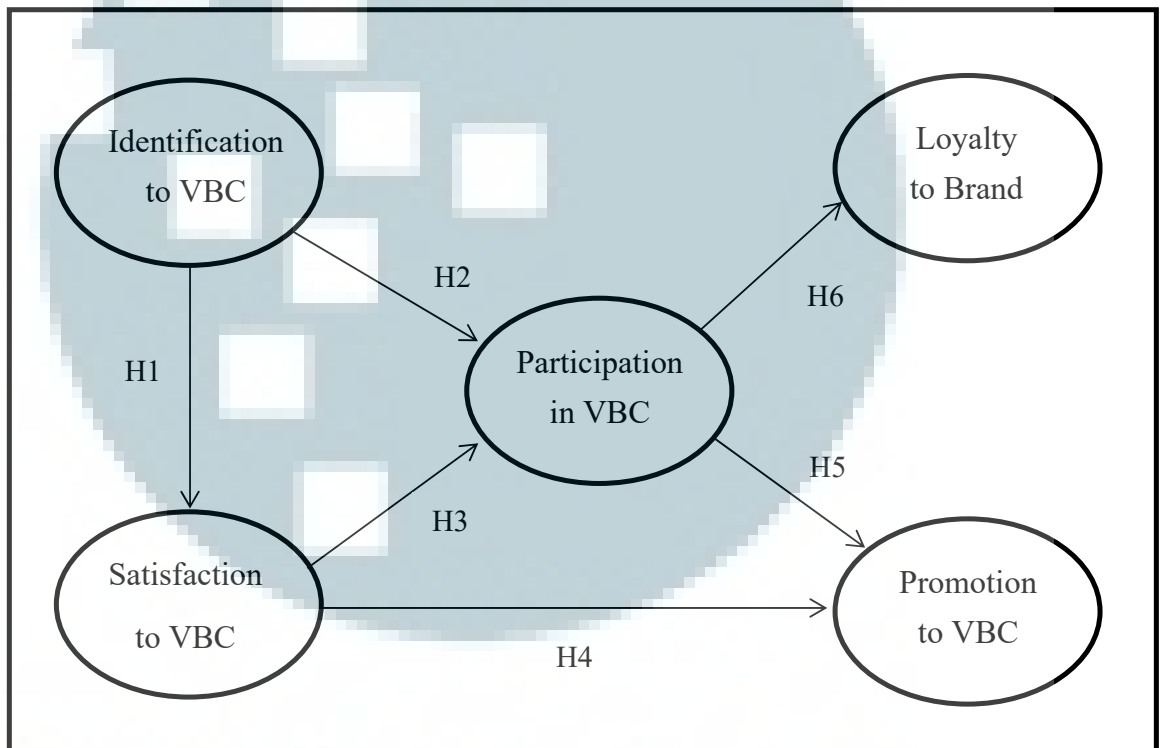 Identification
to VBC
Loyalty
to Brand
H2
H6
H1
Participation
in VBC
H5
H3
Satisfaction
to VBC
Promotion
to VBC
H4